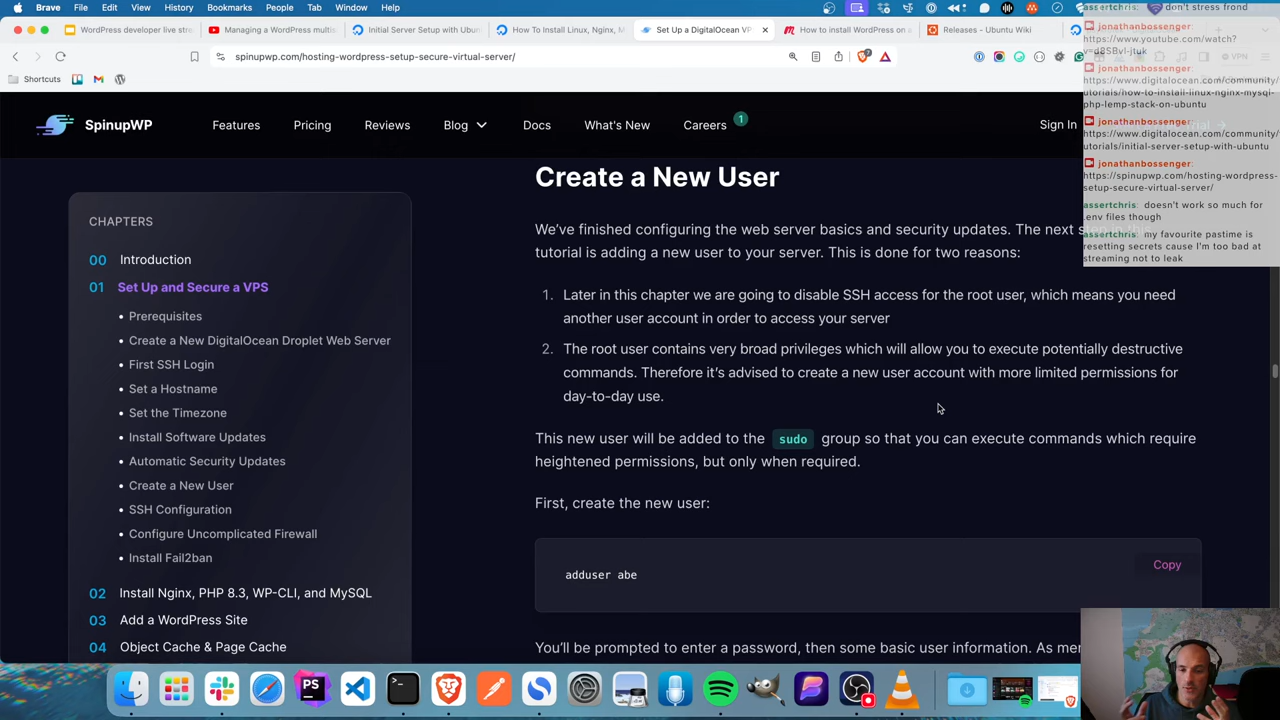 Brave File Edit View History Bookmarks Tab Window Help
WordPress developer live stre
Managing a WordPress multis
Initial Server Setup with Ubun
How To Install Linux, Nginx, M
Set Up a DigitalOcean VP
How to install WordPress on a
Releases - Ubuntu Wiki
spinupwp.com/hosting-wordpress-setup-secure-virtual-server/
VPN
Shortcuts
SpinupWP
Features
Pricing
Reviews
Blog
Docs
What's New
Careers
1
Sign In
assertchris: don't stress frond
jonathanbossenger:
https://www.youtube.com/watch?
v=d8SBvI-jtuk
jonathanbossenger:
https://www.digitalocean.com/community/
utorials/how-to-install-linux-nginx-mysql-
php-lemp-stack-on-ubuntu
jonathanbossenger:
https://www.digitalocean.com/community/
utorials/initial-server-setup-with-ubuntu
jonathanbossenger:
https://spinupwp.com/hosting-wordpress-
setup-secure-virtual-server/
assertchris: doesn't work so much for
.env files though
assertchris: my favourite pastime is
resetting secrets cause I'm too bad at
streaming not to leak
CHAPTERS
00 Introduction
01 Set Up and Secure a VPS
• Prerequisites
• Create a New DigitalOcean Droplet Web Server
• First SSH Login
• Set a Hostname
• Set the Timezone
• Install Software Updates
• Automatic Security Updates
• Create a New User
• SSH Configuration
• Configure Uncomplicated Firewall
• Install Fail2ban
02 Install Nginx, PHP 8.3, WP-CLI, and MySQL
03 Add a WordPress Site
04 Object Cache & Page Cache
Create a New User
We've finished configuring the web server basics and security updates. The next step in this
tutorial is adding a new user to your server. This is done for two reasons:
1. Later in this chapter we are going to disable SSH access for the root user, which means you need
another user account in order to access your server
2. The root user contains very broad privileges which will allow you to execute potentially destructive
commands. Therefore it's advised to create a new user account with more limited permissions for
day-to-day use.
This new user will be added to the sudo group so that you can execute commands which require
heightened permissions, but only when required.
First, create the new user:
adduser abe
Copy
You'll be prompted to enter a password, then some basic user information. As men
PS